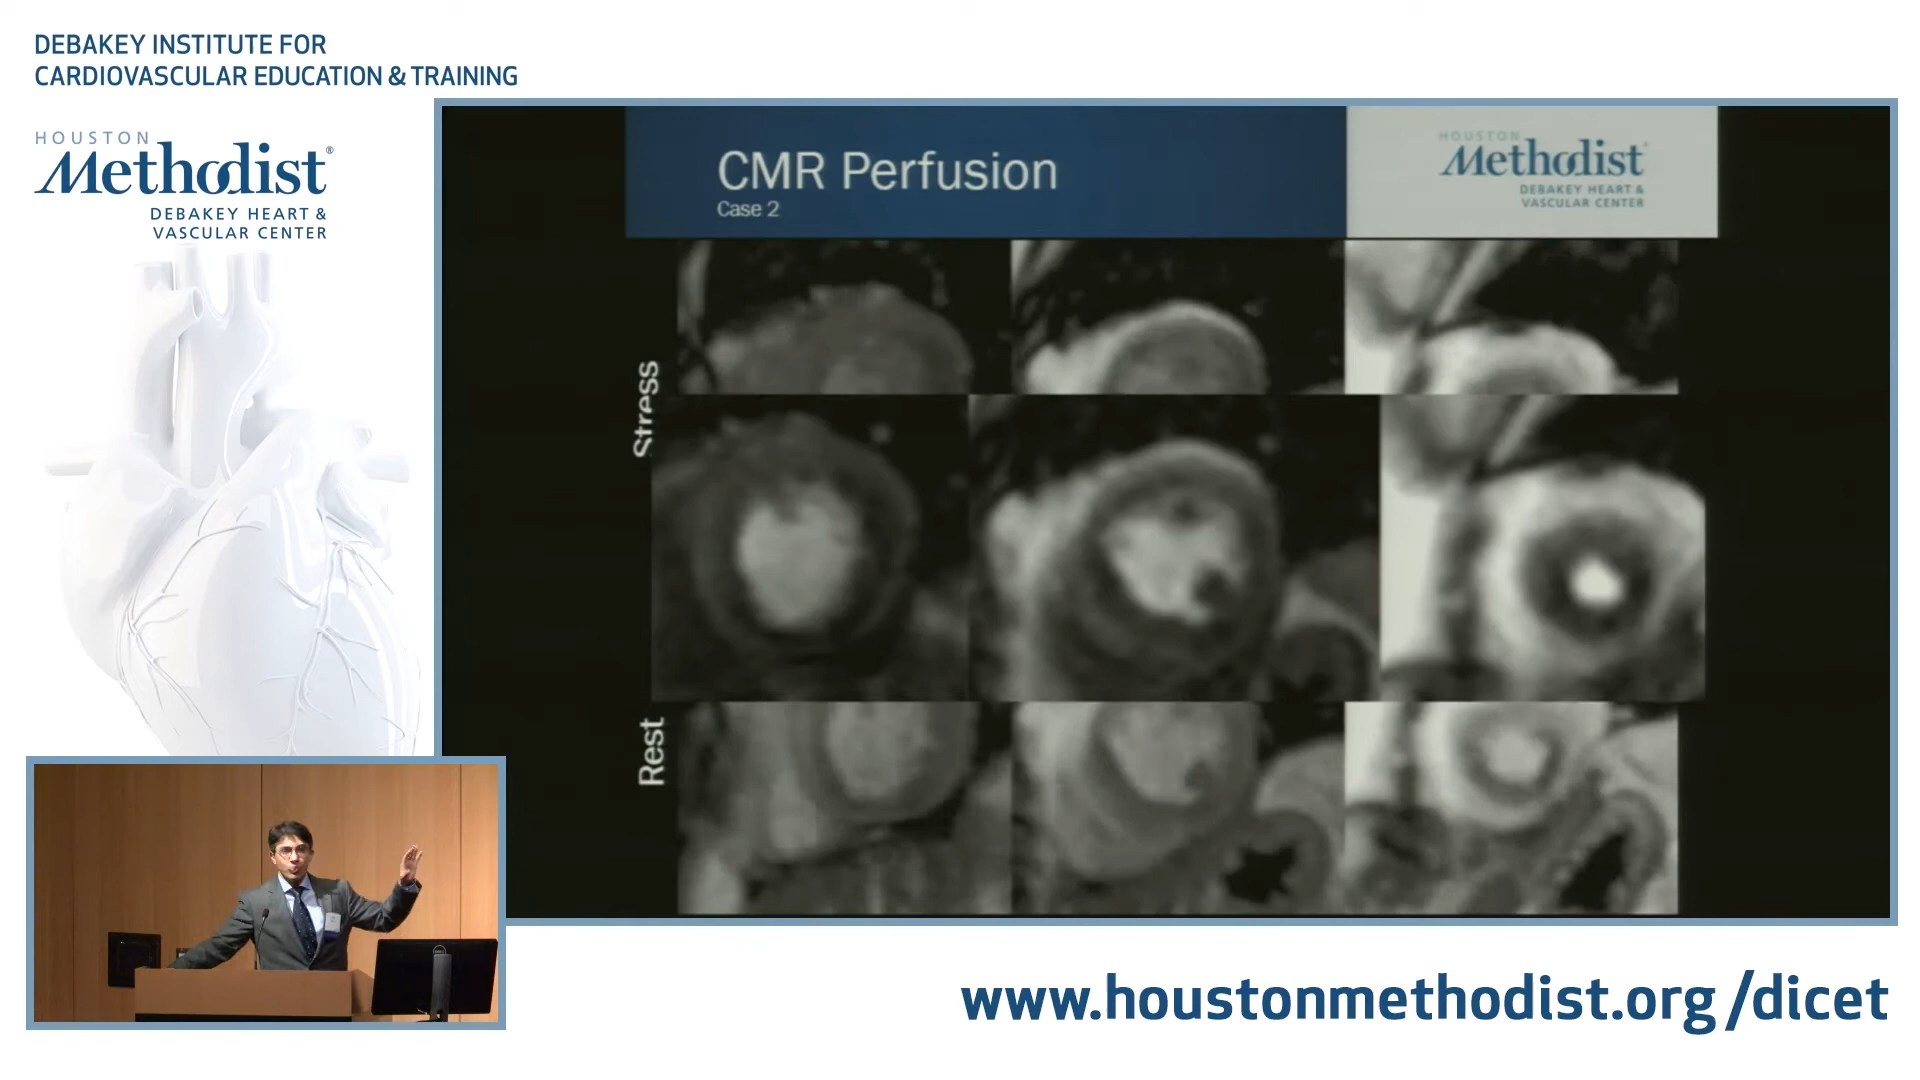 DEBAKEY INSTITUTE FOR
CARDIOVASCULAR EDUCATION & TRAINING
HOUSTON
Methodist®
DEBAKEY HEART &
VASCULAR CENTER
CMR Perfusion
Case 2
HOUSTON
Methodist
DEBAKEY HEART &
VASCULAR CENTER
Stress
Rest
www.houstonmethodist.org/dicet